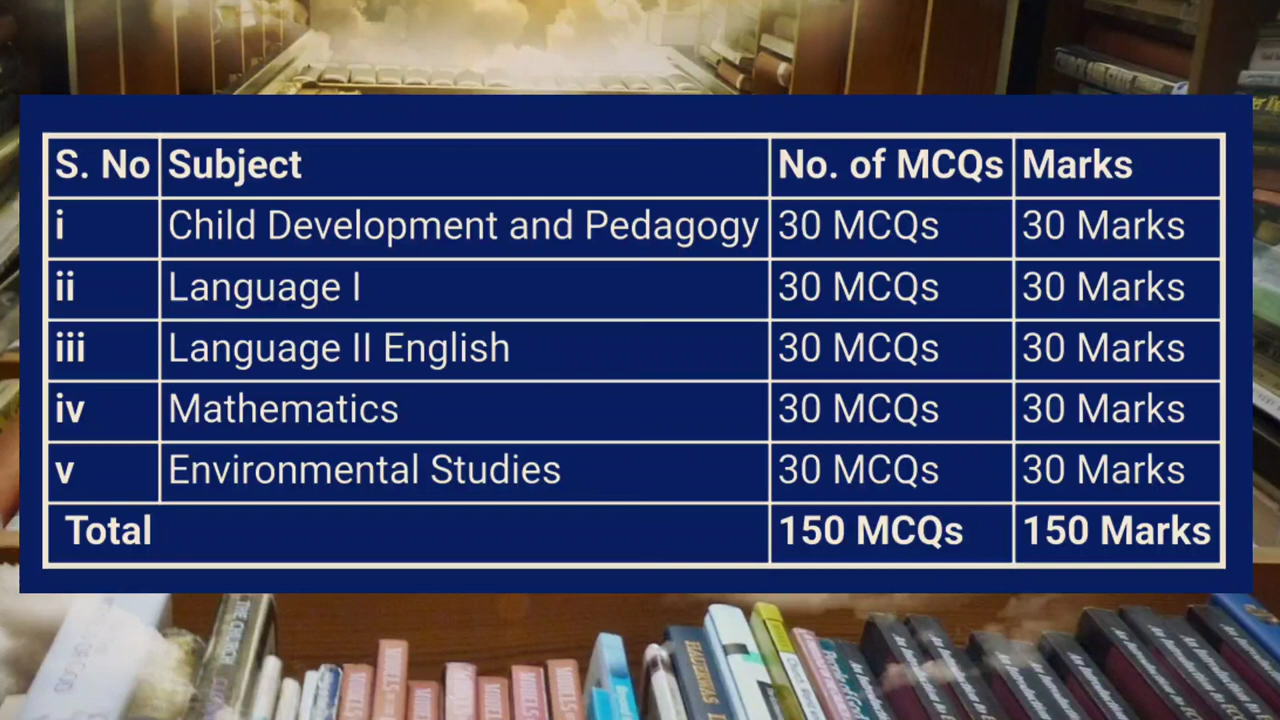 S. No Subject No. of MCQs Marks
i Child Development and Pedagogy 30 MCQs 30 Marks
ii Language I 30 MCQs 30 Marks
iii Language II English 30 MCQs 30 Marks
iv Mathematics 30 MCQs 30 Marks
v Environmental Studies 30 MCQs 30 Marks
Total 150 MCQs 150 Marks